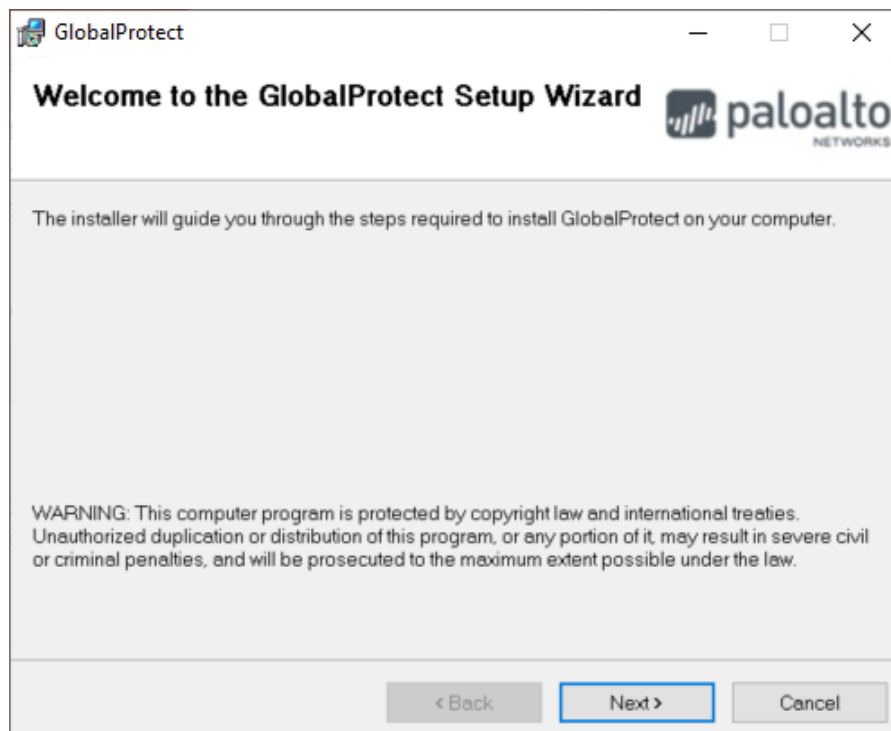 GlobalProtect
Welcome to the GlobalProtect Setup Wizard
paloalto
NETWORKS
The installer will guide you through the steps required to install GlobalProtect on your computer.
WARNING: This computer program is protected by copyright law and international treaties.
Unauthorized duplication or distribution of this program, or any portion of it, may result in severe civil
or criminal penalties, and will be prosecuted to the maximum extent possible under the law.
< Back
Next >
Cancel